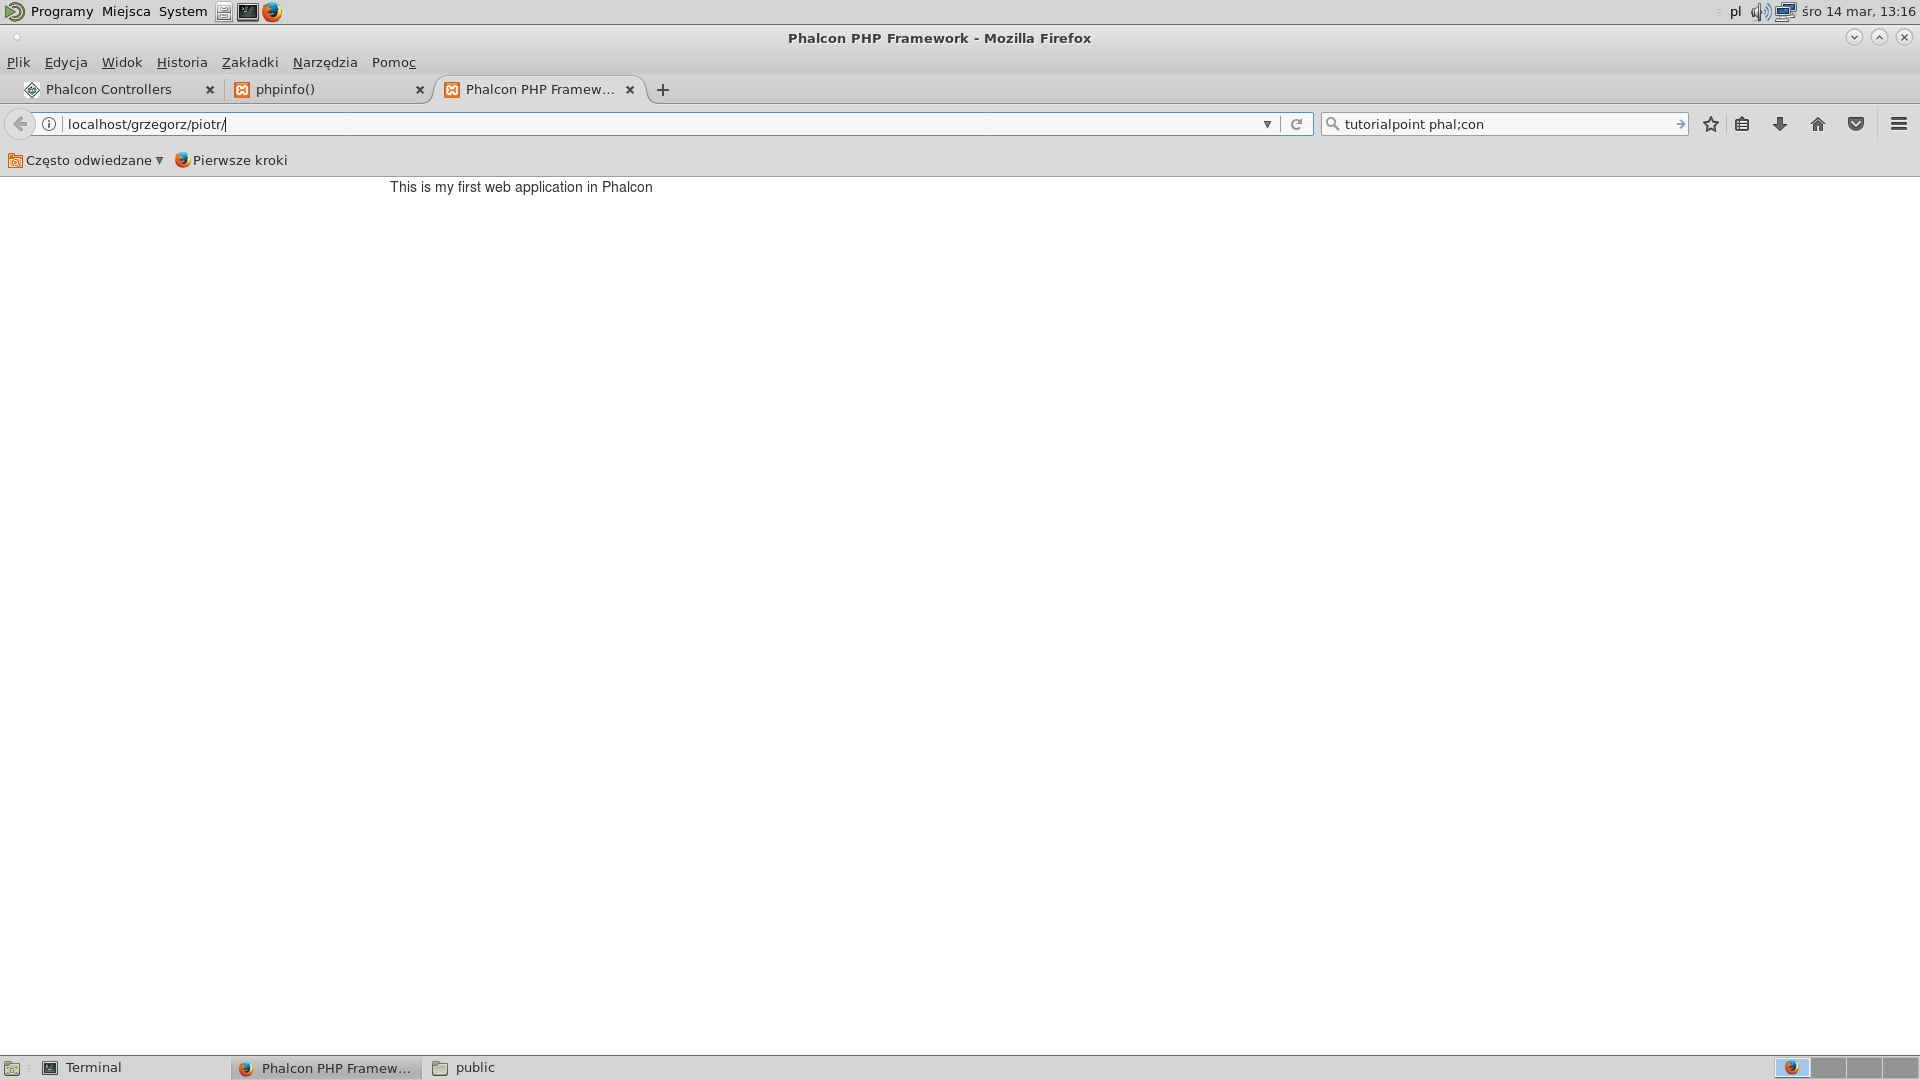 Programy Miejsca System pl śro 14 mar, 13:16
Phalcon PHP Framework - Mozilla Firefox
Plik Edycja Widok Historia Zakładki Narzędzia Pomoc
Phalcon Controllers phpinfo() Phalcon PHP Framew...
localhost/grzegorz/piotr/ tutorialpoint phal;con
Często odwiedzane Pierwsze kroki
This is my first web application in Phalcon
Terminal Phalcon PHP Framew... public